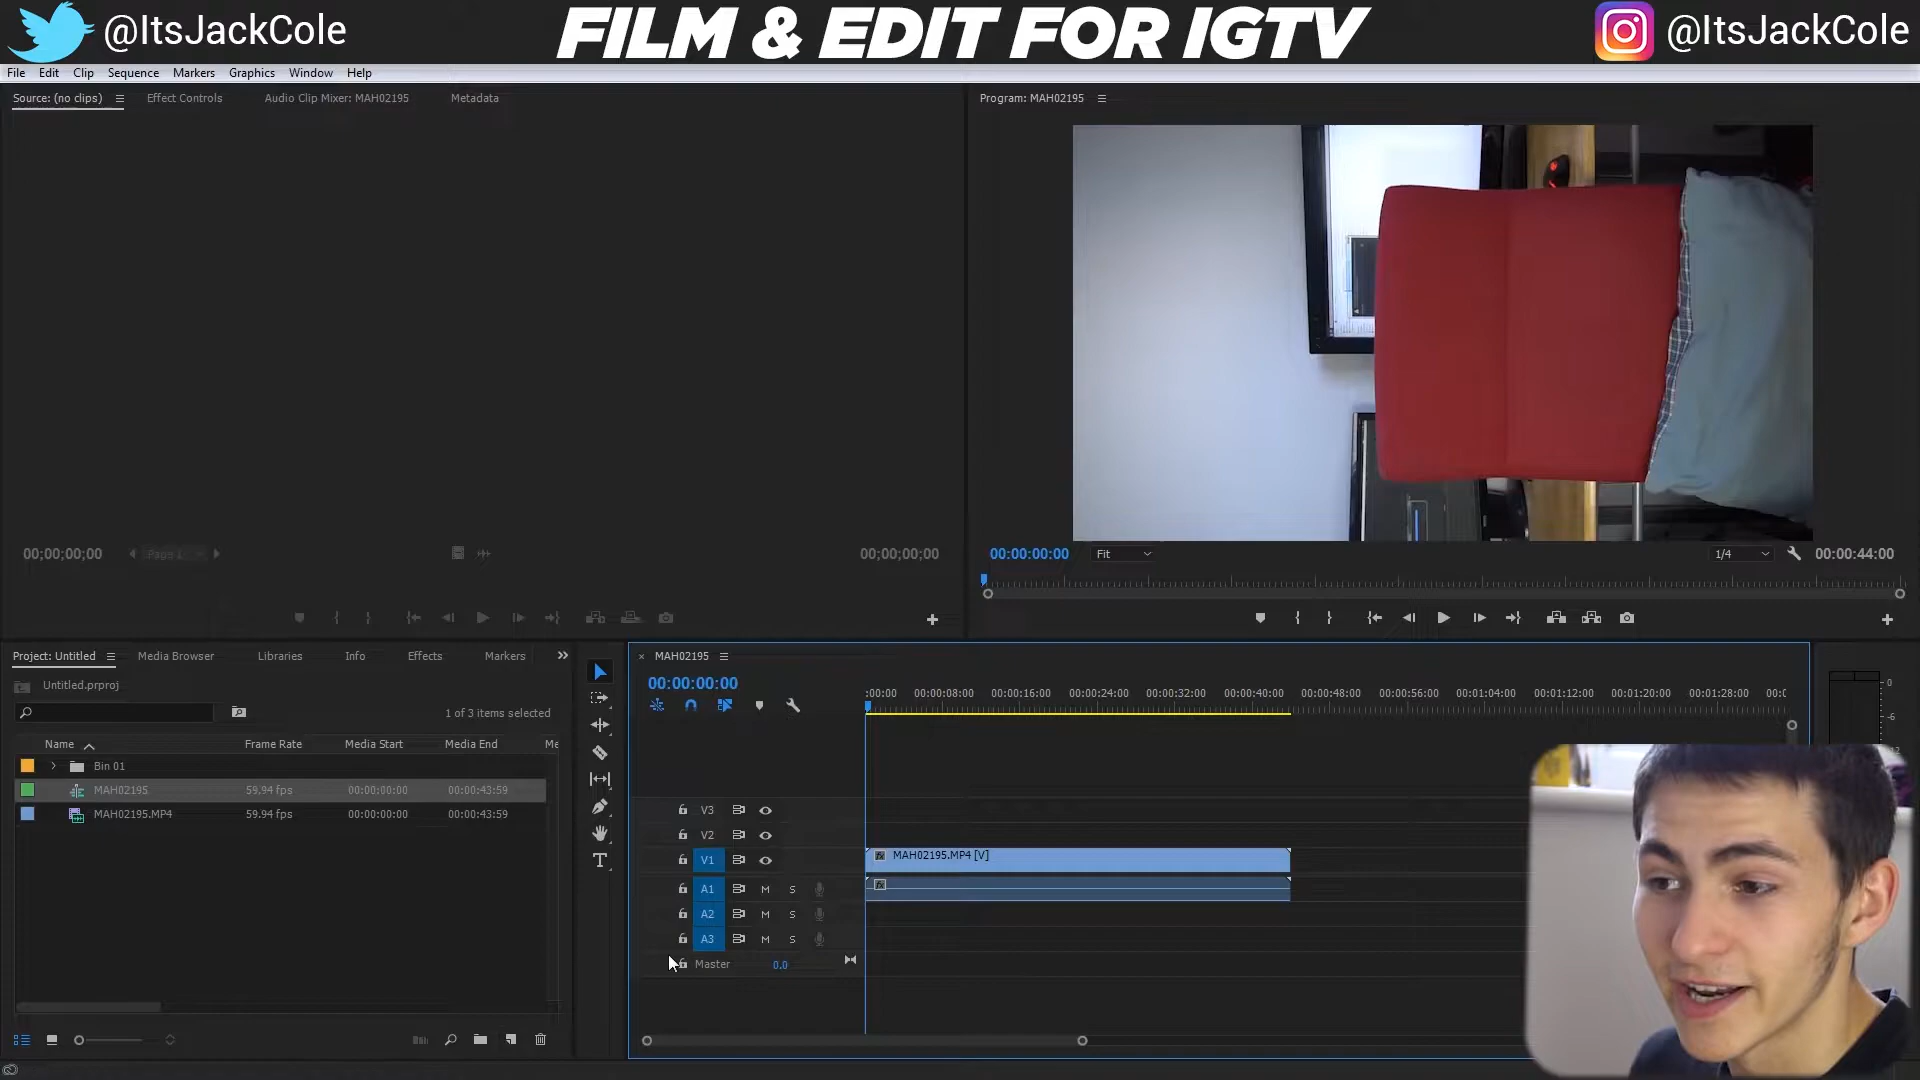 @ItsJackCole
FILM & EDIT FOR IGTV
@ItsJackCole
File Edit Clip Sequence Markers Graphics Window Help
Source: (no clips) Effect Controls Audio Clip Mixer: MAH02195 Metadata
Program: MAH02195
00;00;00;00 Page 1 00;00;00;00
00:00:00:00 Fit 1/4 00:00:44:00
Project: Untitled Media Browser Libraries Info Effects Markers
Untitled.prproj
1 of 3 items selected
Name Frame Rate Media Start Media End Me
Bin 01
MAH02195 59.94 fps 00:00:00:00 00:00:43:59
MAH02195.MP4 59.94 fps 00:00:00:00 00:00:43:59
MAH02195
00:00:00:00
:00:00 00:00:08:00 00:00:16:00 00:00:24:00 00:00:32:00 00:00:40:00 00:00:48:00 00:00:56:00 00:01:04:00 00:01:12:00 00:01:20:00 00:01:28:00 00:0
V3
V2
V1 MAH02195.MP4 [V]
A1 M S
A2 M S
A3 M S
Master 0.0
0
-6